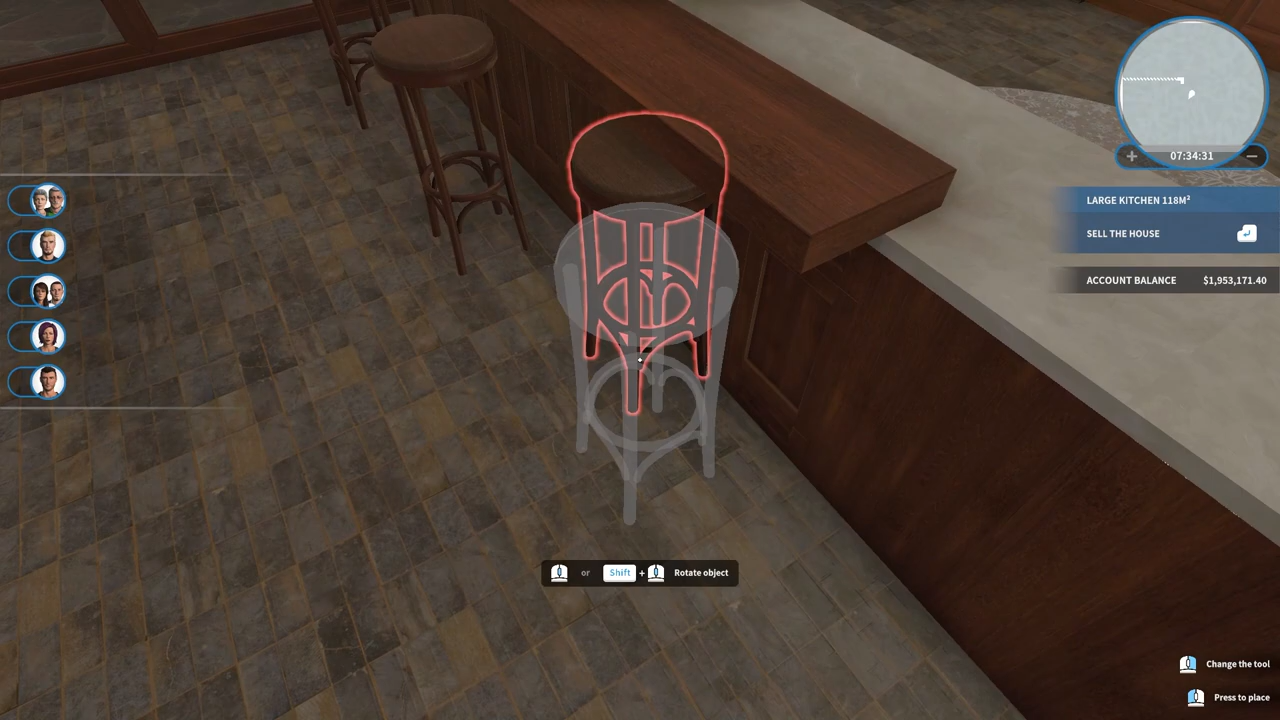 + 07:34:31 −
LARGE KITCHEN 118M²
SELL THE HOUSE
ACCOUNT BALANCE $1,953,171.40
or Shift + Rotate object
Change the tool
Press to place